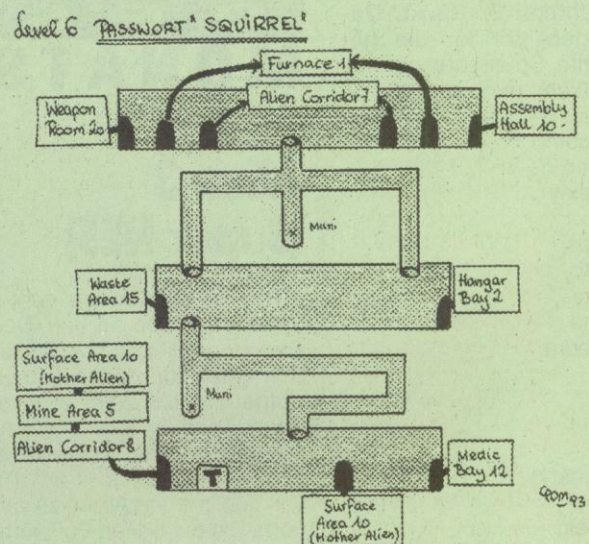 Level 6 PASSWORT "SQUIRREL"
Furnace 1
Alien Corridor 7
Weapon
Room 20
Assembly
Hall 10.
Muni
Waste
Area 15
Hangar
Bay 2
Surface Area 10
(Mother Alien)
Mine Area 5
Alien Corridor 8
Muni
T
Medic
Bay 12
Surface
Area 10
(Mother Alien)
93